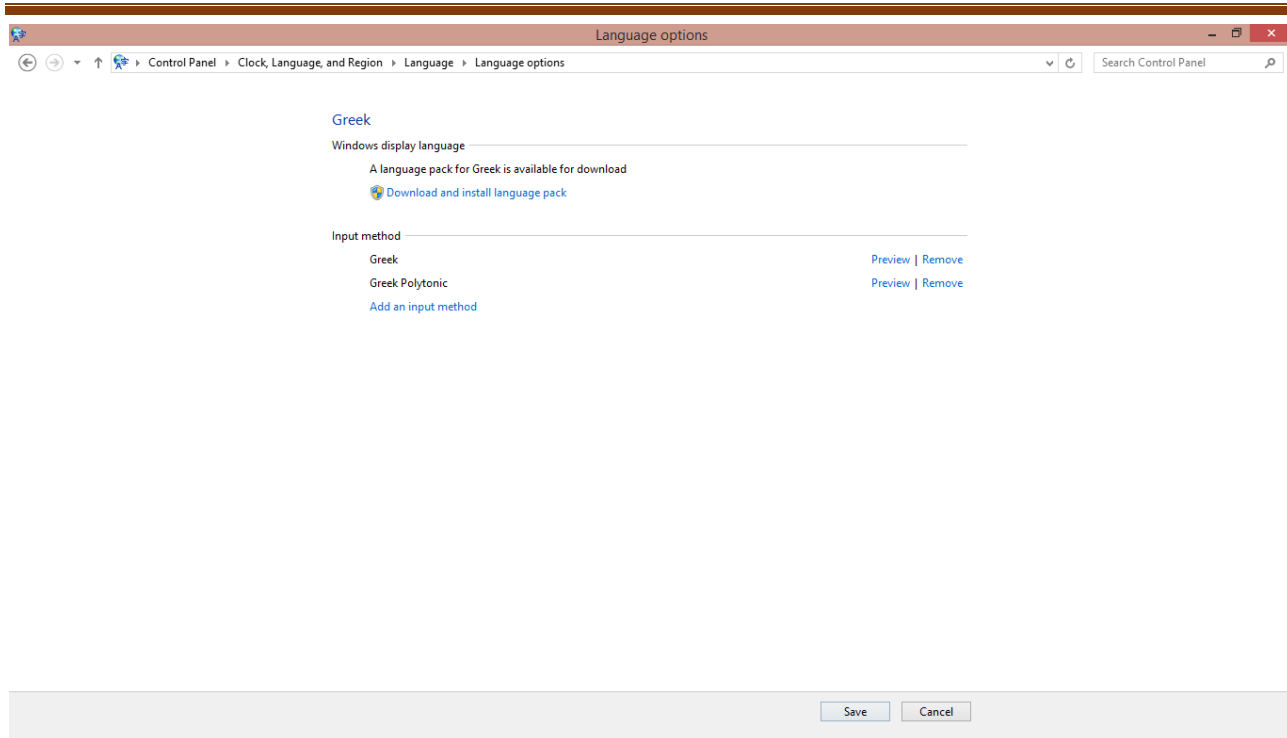 Language options
Control Panel Clock, Language, and Region Language Language options Search Control Panel
Greek
Windows display language
A language pack for Greek is available for download
Download and install language pack
Input method
Greek Preview | Remove
Greek Polytonic Preview | Remove
Add an input method
Save Cancel